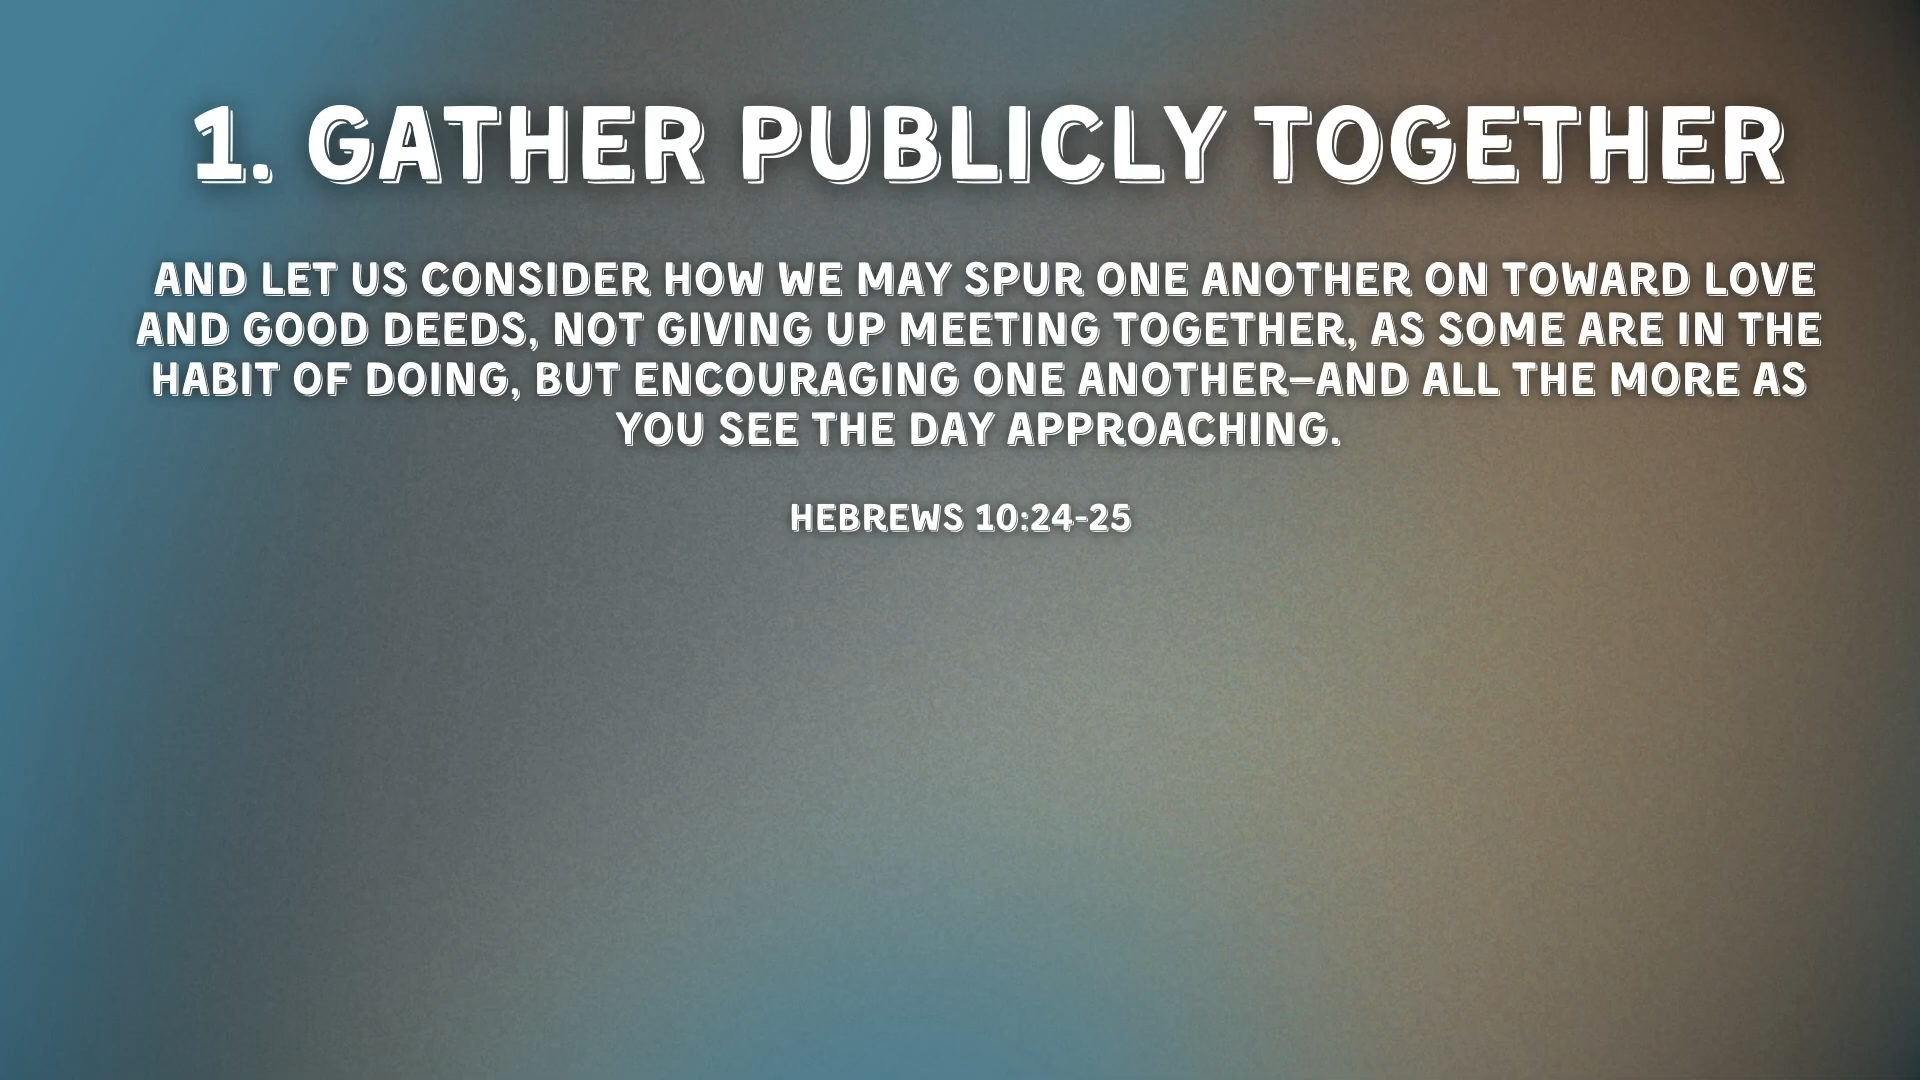 1. GATHER PUBLICLY TOGETHER
AND LET US CONSIDER HOW WE MAY SPUR ONE ANOTHER ON TOWARD LOVE
AND GOOD DEEDS, NOT GIVING UP MEETING TOGETHER, AS SOME ARE IN THE
HABIT OF DOING, BUT ENCOURAGING ONE ANOTHER—AND ALL THE MORE AS
YOU SEE THE DAY APPROACHING.
HEBREWS 10:24-25